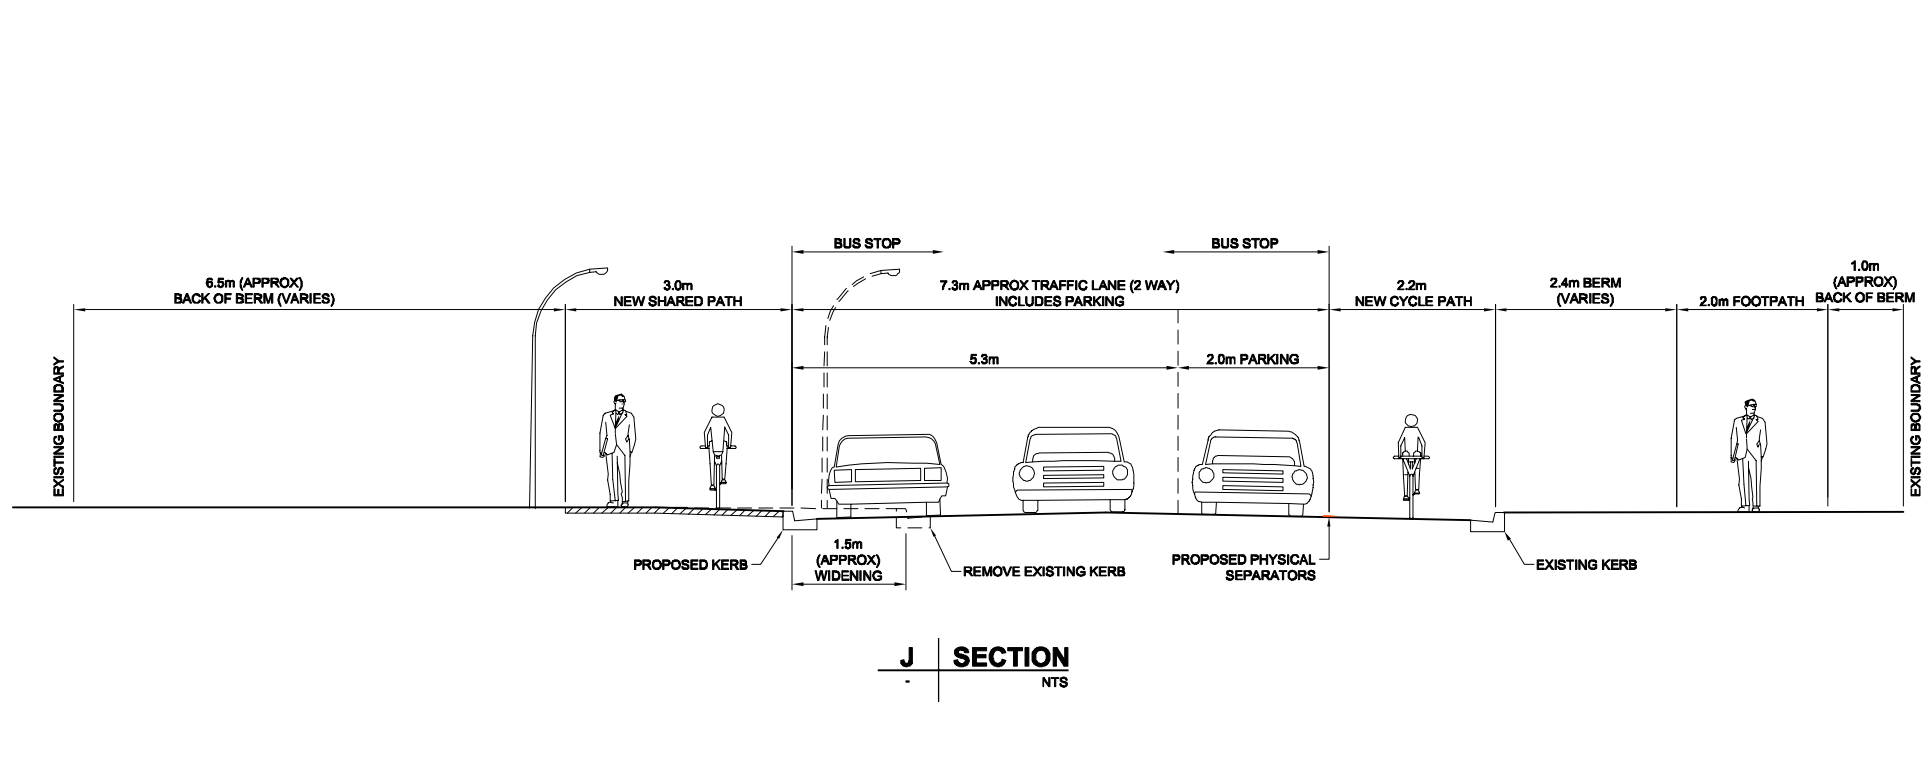 BUS STOP
BUS STOP
6.5m (APPROX)
BACK OF BERM (VARIES)
3.0m
NEW SHARED PATH
7.3m APPROX TRAFFIC LANE (2 WAY)
INCLUDES PARKING
2.2m
NEW CYCLE PATH
2.4m BERM
(VARIES)
2.0m FOOTPATH
1.0m
(APPROX)
BACK OF BERM
5.3m
2.0m PARKING
EXISTING BOUNDARY
EXISTING BOUNDARY
PROPOSED KERB
1.5m
(APPROX)
WIDENING
REMOVE EXISTING KERB
PROPOSED PHYSICAL
SEPARATORS
EXISTING KERB
J SECTION
- NTS